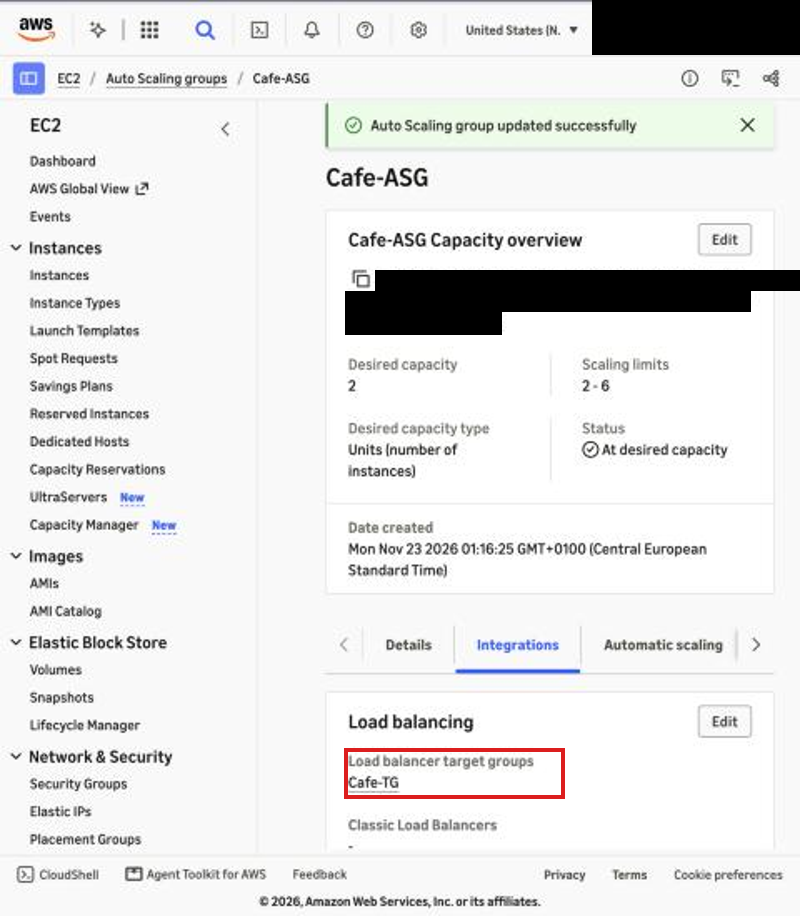 aws
United States (N.
EC2 / Auto Scaling groups / Cafe-ASG
EC2
Dashboard
AWS Global View
Events
Instances
Instances
Instance Types
Launch Templates
Spot Requests
Savings Plans
Reserved Instances
Dedicated Hosts
Capacity Reservations
UltraServers New
Capacity Manager New
Images
AMIs
AMI Catalog
Elastic Block Store
Volumes
Snapshots
Lifecycle Manager
Network & Security
Security Groups
Elastic IPs
Placement Groups
Auto Scaling group updated successfully
Cafe-ASG
Cafe-ASG Capacity overview
Edit
Desired capacity
2
Scaling limits
2 - 6
Desired capacity type
Units (number of
instances)
Status
At desired capacity
Date created
Mon Nov 23 2026 01:16:25 GMT+0100 (Central European
Standard Time)
Details
Integrations
Automatic scaling
Load balancing
Edit
Load balancer target groups
Cafe-TG
Classic Load Balancers
-
CloudShell
Agent Toolkit for AWS
Feedback
Privacy
Terms
Cookie preferences
© 2026, Amazon Web Services, Inc. or its affiliates.